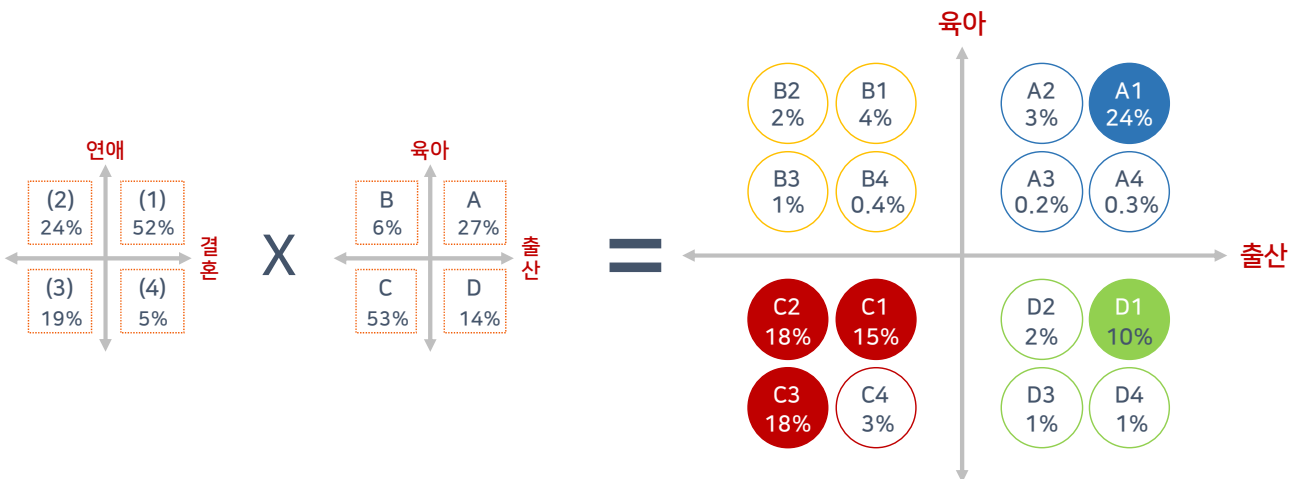 연애
(2)
24%
(1)
52%
결혼
(3)
19%
(4)
5%
X
육아
B
6%
A
27%
출산
C
53%
D
14%
=
육아
B2
2%
B1
4%
A2
3%
A1
24%
B3
1%
B4
0.4%
A3
0.2%
A4
0.3%
출산
C2
18%
C1
15%
D2
2%
D1
10%
C3
18%
C4
3%
D3
1%
D4
1%